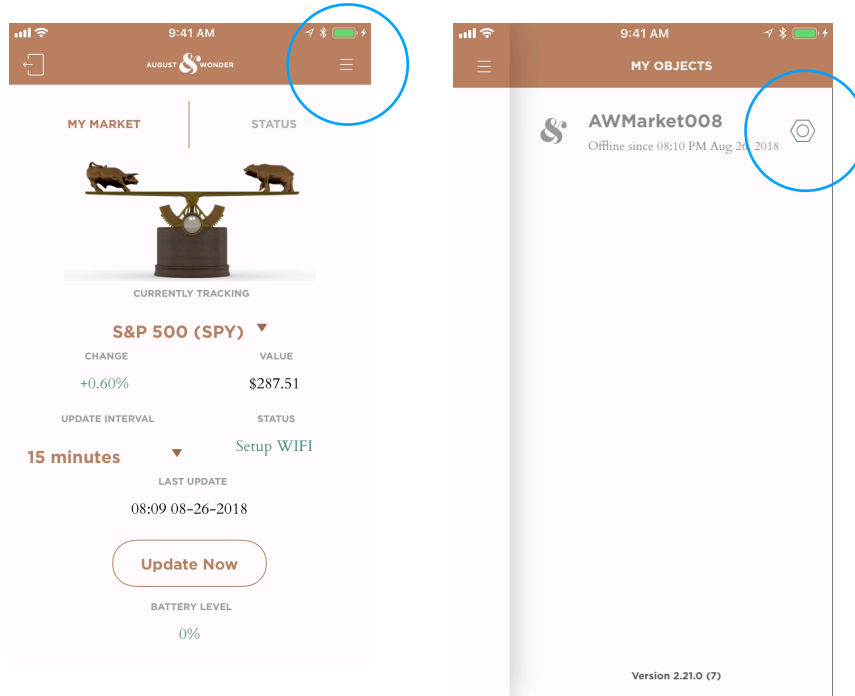 9:41 AM
AUGUST & WONDER
MY MARKET
STATUS
CURRENTLY TRACKING
S&P 500 (SPY)
CHANGE
VALUE
+0.60%
$287.51
UPDATE INTERVAL
STATUS
15 minutes
Setup WIFI
LAST UPDATE
08:09 08-26-2018
Update Now
BATTERY LEVEL
0%
9:41 AM
MY OBJECTS
&
AWMarket008
Offline since 08:10 PM Aug 26, 2018
Version 2.21.0 (7)